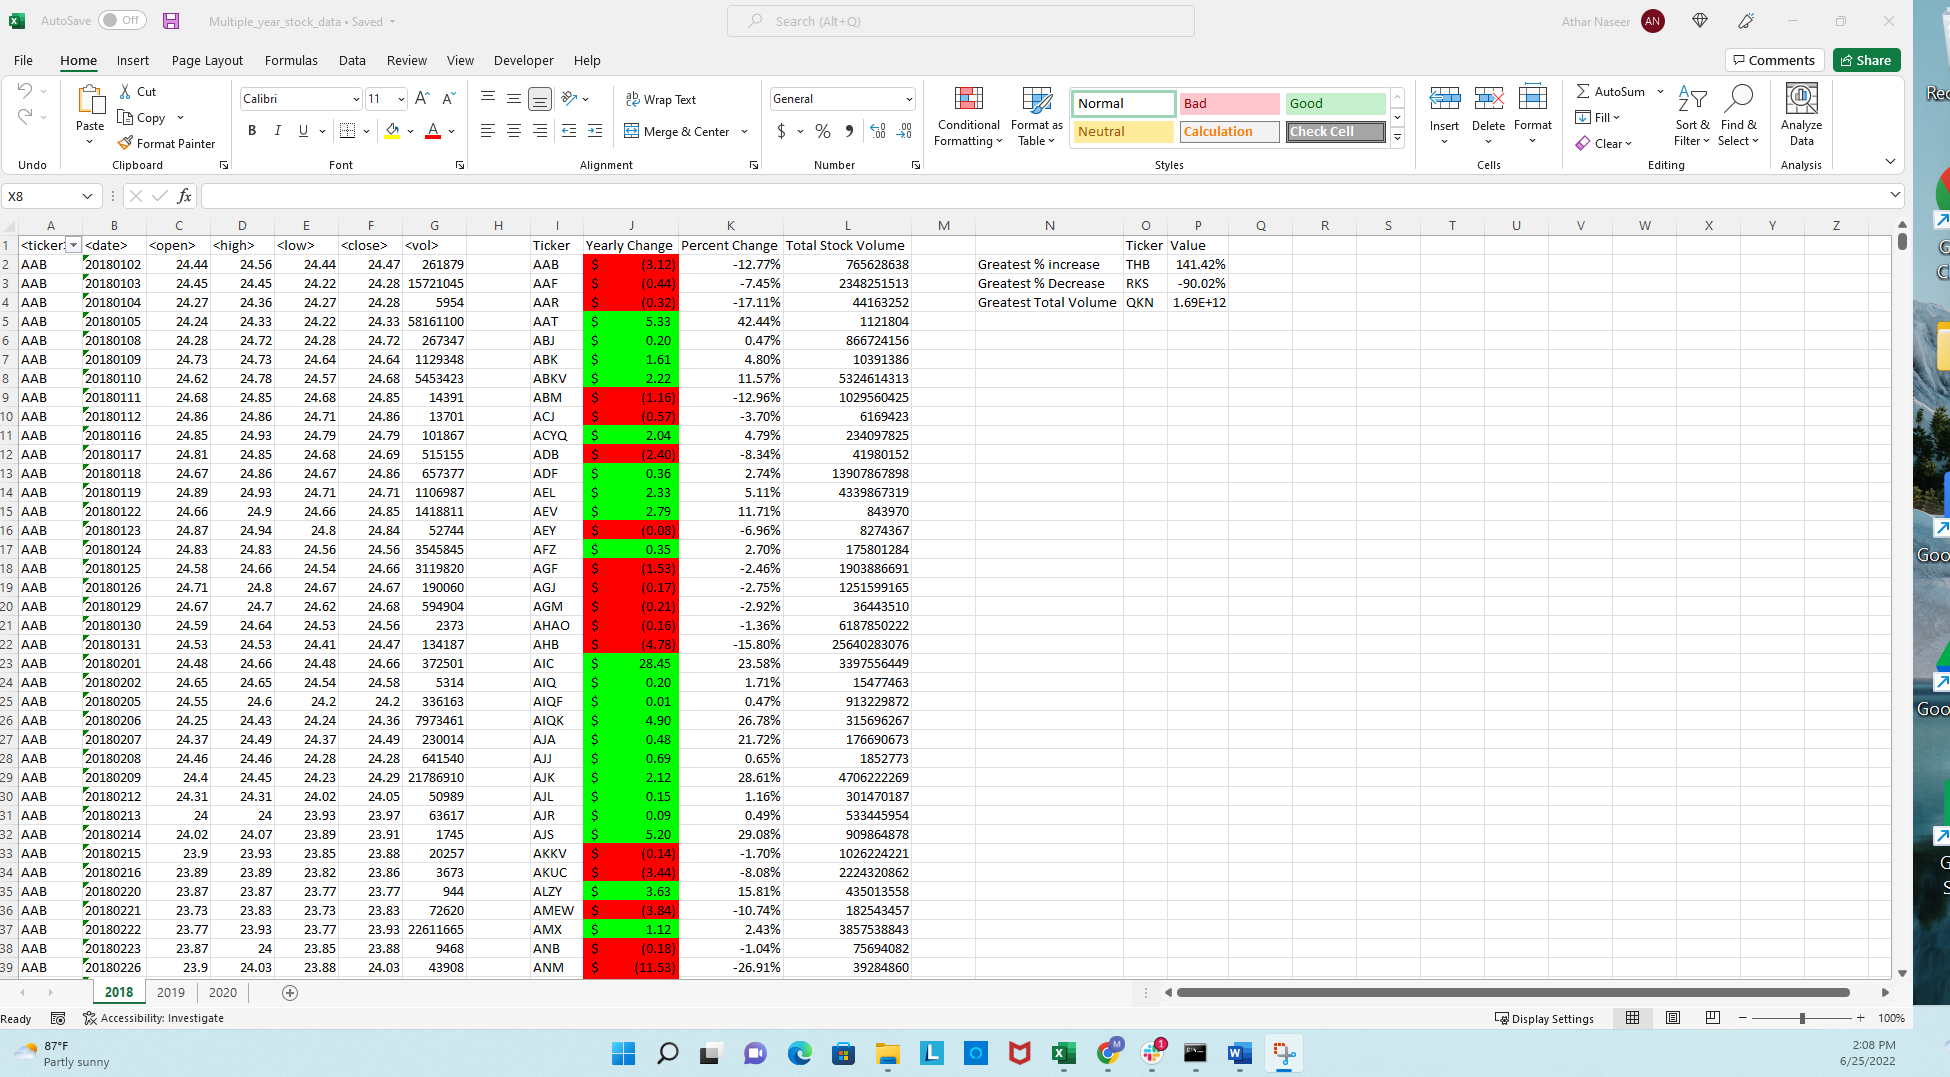 AutoSave Off Multiple_year_stock_data • Saved Search (Alt+Q) Athar Naseer AN
File Home Insert Page Layout Formulas Data Review View Developer Help Comments Share
Cut
Copy
Format Painter
Paste
Undo Clipboard
Calibri 11
B I U
Font
Wrap Text
Merge & Center
Alignment
General
$ % 9
Number
Conditional Formatting
Format as Table
Normal Bad Good
Neutral Calculation Check Cell
Styles
Insert Delete Format
Cells
AutoSum
Fill
Clear
Sort & Filter
Find & Select
Editing
Analyze Data
Analysis
X8 fx
A B C D E F G H I J K L M N O P Q R S T U V W X Y Z
1 <ticker> <date> <open> <high> <low> <close> <vol> Ticker Yearly Change Percent Change Total Stock Volume Ticker Value
2 AAB 20180102 24.44 24.56 24.44 24.47 261879 AAB $ (3.12) -12.77% 765628638 Greatest % increase THB 141.42%
3 AAB 20180103 24.45 24.45 24.22 24.28 15721045 AAF $ (0.44) -7.45% 2348251513 Greatest % Decrease RKS -90.02%
4 AAB 20180104 24.27 24.36 24.27 24.28 5954 AAR $ (0.32) -17.11% 44163252 Greatest Total Volume QKN 1.69E+12
5 AAB 20180105 24.24 24.33 24.22 24.33 58161100 AAT $ 5.33 42.44% 1121804
6 AAB 20180108 24.28 24.72 24.28 24.72 267347 ABJ $ 0.20 0.47% 866724156
7 AAB 20180109 24.73 24.73 24.64 24.64 1129348 ABK $ 1.61 4.80% 10391386
8 AAB 20180110 24.62 24.78 24.57 24.68 5453423 ABKV $ 2.22 11.57% 5324614313
9 AAB 20180111 24.68 24.85 24.68 24.85 14391 ABM $ (1.16) -12.96% 1029560425
10 AAB 20180112 24.86 24.86 24.71 24.86 13701 ACJ $ (0.57) -3.70% 6169423
11 AAB 20180116 24.85 24.93 24.79 24.79 101867 ACYQ $ 2.04 4.79% 234097825
12 AAB 20180117 24.81 24.85 24.68 24.69 515155 ADB $ (2.40) -8.34% 41980152
13 AAB 20180118 24.67 24.86 24.67 24.86 657377 ADF $ 0.36 2.74% 13907867898
14 AAB 20180119 24.89 24.93 24.71 24.71 1106987 AEL $ 2.33 5.11% 4339867319
15 AAB 20180122 24.66 24.9 24.66 24.85 1418811 AEV $ 2.79 11.71% 843970
16 AAB 20180123 24.87 24.94 24.8 24.84 52744 AEY $ (0.08) -6.96% 8274367
17 AAB 20180124 24.83 24.83 24.56 24.56 3545845 AFZ $ 0.35 2.70% 175801284
18 AAB 20180125 24.58 24.66 24.54 24.66 3119820 AGF $ (1.53) -2.46% 1903886691
19 AAB 20180126 24.71 24.8 24.67 24.67 190060 AGJ $ (0.17) -2.75% 1251599165
20 AAB 20180129 24.67 24.7 24.62 24.68 594904 AGM $ (0.21) -2.92% 36443510
21 AAB 20180130 24.59 24.64 24.53 24.56 2373 AHAO $ (0.16) -1.36% 6187850222
22 AAB 20180131 24.53 24.53 24.41 24.47 134187 AHB $ (4.78) -15.80% 25640283076
23 AAB 20180201 24.48 24.66 24.48 24.66 372501 AIC $ 28.45 23.58% 3397556449
24 AAB 20180202 24.65 24.65 24.54 24.58 5314 AIQ $ 0.20 1.71% 15477463
25 AAB 20180205 24.55 24.6 24.2 24.2 336163 AIQF $ 0.01 0.47% 913229872
26 AAB 20180206 24.25 24.43 24.24 24.36 7973461 AIQK $ 4.90 26.78% 315696267
27 AAB 20180207 24.37 24.49 24.37 24.49 230014 AJA $ 0.48 21.72% 176690673
28 AAB 20180208 24.46 24.46 24.28 24.28 641540 AJJ $ 0.69 0.65% 1852773
29 AAB 20180209 24.4 24.45 24.23 24.29 21786910 AJK $ 2.12 28.61% 4706222269
30 AAB 20180212 24.31 24.31 24.02 24.05 50989 AJL $ 0.15 1.16% 301470187
31 AAB 20180213 24 24 23.93 23.97 63617 AJR $ 0.09 0.49% 533445954
32 AAB 20180214 24.02 24.07 23.89 23.91 1745 AJS $ 5.20 29.08% 909864878
33 AAB 20180215 23.9 23.93 23.85 23.88 20257 AKKV $ (0.14) -1.70% 1026224221
34 AAB 20180216 23.89 23.89 23.82 23.86 3673 AKUC $ (3.44) -8.08% 2224320862
35 AAB 20180220 23.87 23.87 23.77 23.77 944 ALZY $ 3.63 15.81% 435013558
36 AAB 20180221 23.73 23.83 23.73 23.83 72620 AMEW $ (3.84) -10.74% 182543457
37 AAB 20180222 23.77 23.93 23.77 23.93 22611665 AMX $ 1.12 2.43% 3857538843
38 AAB 20180223 23.87 24 23.85 23.88 9468 ANB $ (0.18) -1.04% 75694082
39 AAB 20180226 23.9 24.03 23.88 24.03 43908 ANM $ (11.53) -26.91% 39284860
2018 2019 2020
Ready Accessibility: Investigate Display Settings 100%
87°F
Partly sunny
2:08 PM
6/25/2022